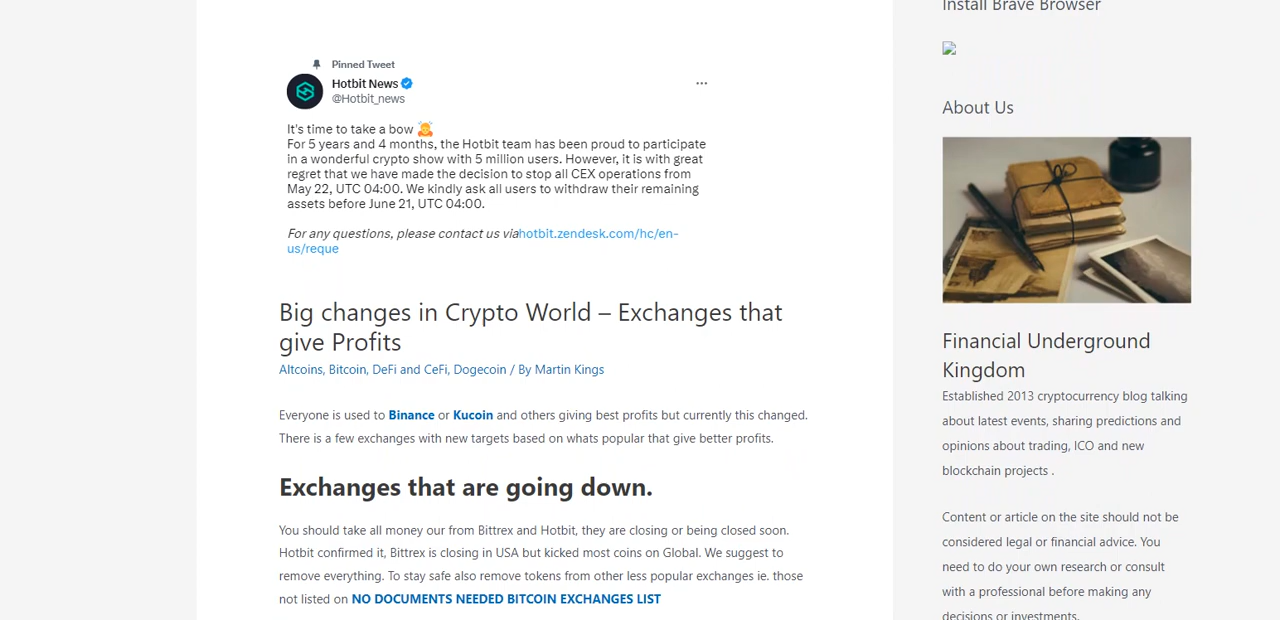 Install Brave Browser
Pinned Tweet
Hotbit News
@Hotbit_news
It's time to take a bow
For 5 years and 4 months, the Hotbit team has been proud to participate
in a wonderful crypto show with 5 million users. However, it is with great
regret that we have made the decision to stop all CEX operations from
May 22, UTC 04:00. We kindly ask all users to withdraw their remaining
assets before June 21, UTC 04:00.
For any questions, please contact us viahotbit.zendesk.com/hc/en-
us/reque
Big changes in Crypto World – Exchanges that
give Profits
Altcoins, Bitcoin, DeFi and CeFi, Dogecoin / By Martin Kings
Everyone is used to Binance or Kucoin and others giving best profits but currently this changed.
There is a few exchanges with new targets based on whats popular that give better profits.
Exchanges that are going down.
You should take all money our from Bittrex and Hotbit, they are closing or being closed soon.
Hotbit confirmed it, Bittrex is closing in USA but kicked most coins on Global. We suggest to
remove everything. To stay safe also remove tokens from other less popular exchanges ie. those
not listed on NO DOCUMENTS NEEDED BITCOIN EXCHANGES LIST
About Us
Financial Underground
Kingdom
Established 2013 cryptocurrency blog talking
about latest events, sharing predictions and
opinions about trading, ICO and new
blockchain projects .
Content or article on the site should not be
considered legal or financial advice. You
need to do your own research or consult
with a professional before making any
decisions or investments.